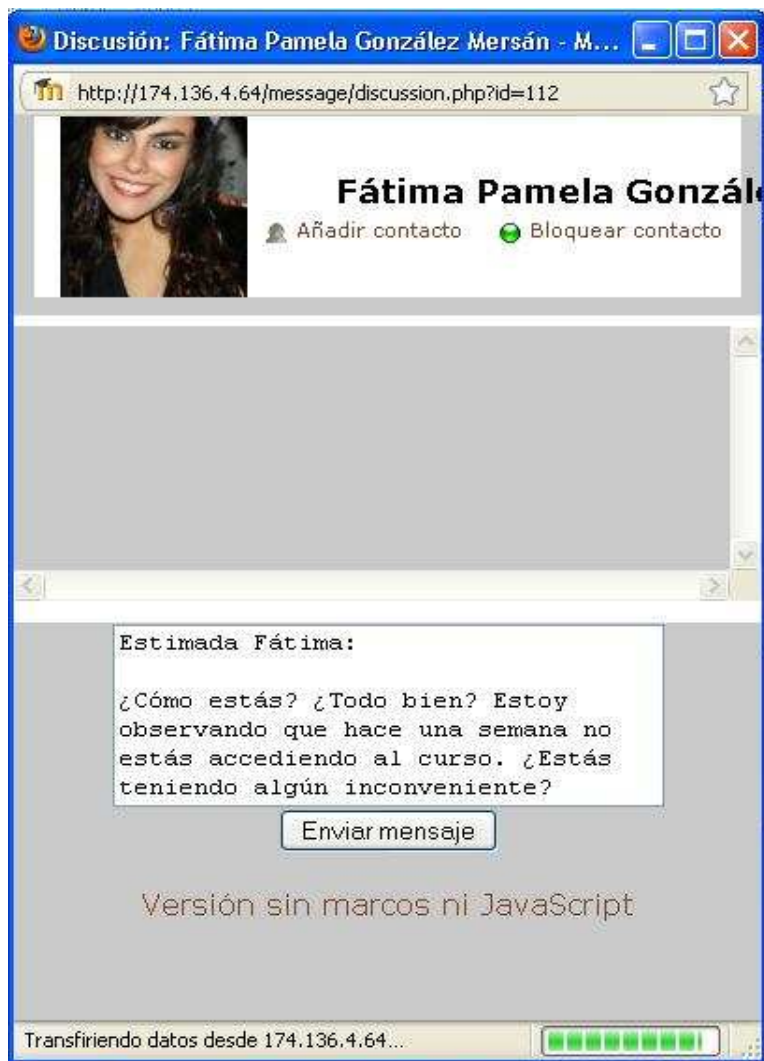 Discusión: Fátima Pamela González Mersán - M...
http://174.136.4.64/message/discussion.php?id=112
Fátima Pamela Gonzál
Añadir contacto Bloquear contacto
Estimada Fátima:
¿Cómo estás? ¿Todo bien? Estoy
observando que hace una semana no
estás accediendo al curso. ¿Estás
teniendo algún inconveniente?
Enviar mensaje
Versión sin marcos ni JavaScript
Transfiriendo datos desde 174.136.4.64...